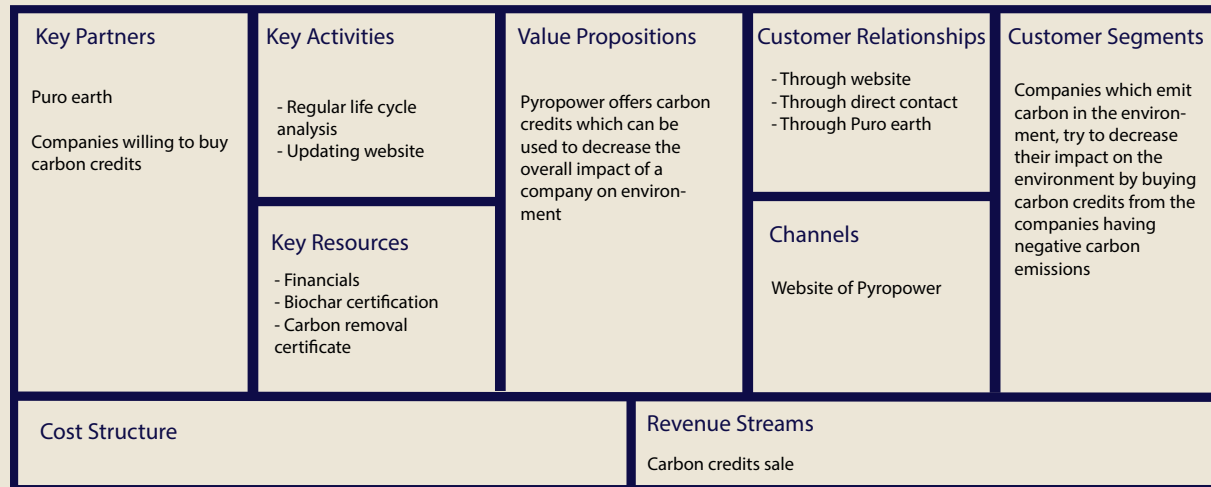 Key Partners
Puro earth
Companies willing to buy
carbon credits
Key Activities
- Regular life cycle
analysis
- Updating website
Key Resources
- Financials
- Biochar certification
- Carbon removal
certificate
Value Propositions
Pyropower offers carbon
credits which can be
used to decrease the
overall impact of a
company on environ-
ment
Customer Relationships
- Through website
- Through direct contact
- Through Puro earth
Channels
Website of Pyropower
Customer Segments
Companies which emit
carbon in the environ-
ment, try to decrease
their impact on the
environment by buying
carbon credits from the
companies having
negative carbon
emissions
Cost Structure
Revenue Streams
Carbon credits sale